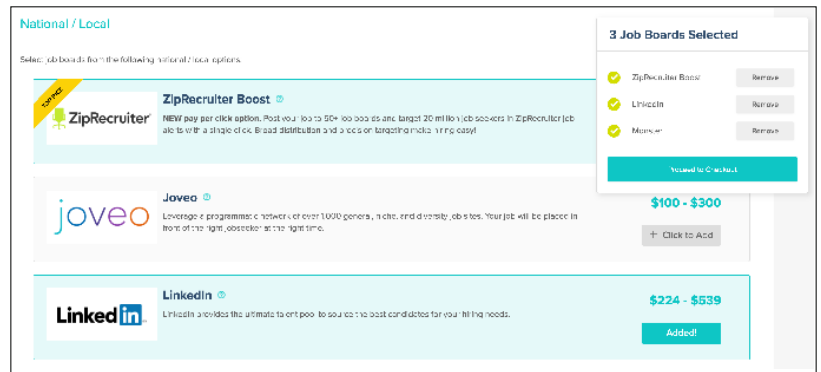 National / Local
Select job boards from the following national / local options.
TOP PICK
ZipRecruiter
ZipRecruiter Boost
NEW pay per click option. Post your job to 50+ job boards and target 20 million job seekers in ZipRecruiter job
alerts with a single click. Broad distribution and precision targeting make hiring easy!
3 Job Boards Selected
ZipRecruiter Boost Remove
LinkedIn Remove
Monster Remove
Proceed to Checkout
joveo
Joveo
Leverage a programmatic network of over 1000 general, niche, and diversity job sites. Your job will be placed in
front of the right jobseeker at the right time.
$100 - $300
+ Click to Add
Linked in
LinkedIn
LinkedIn provides the ultimate talent pool to source the best candidates for your hiring needs.
$224 - $539
Added!